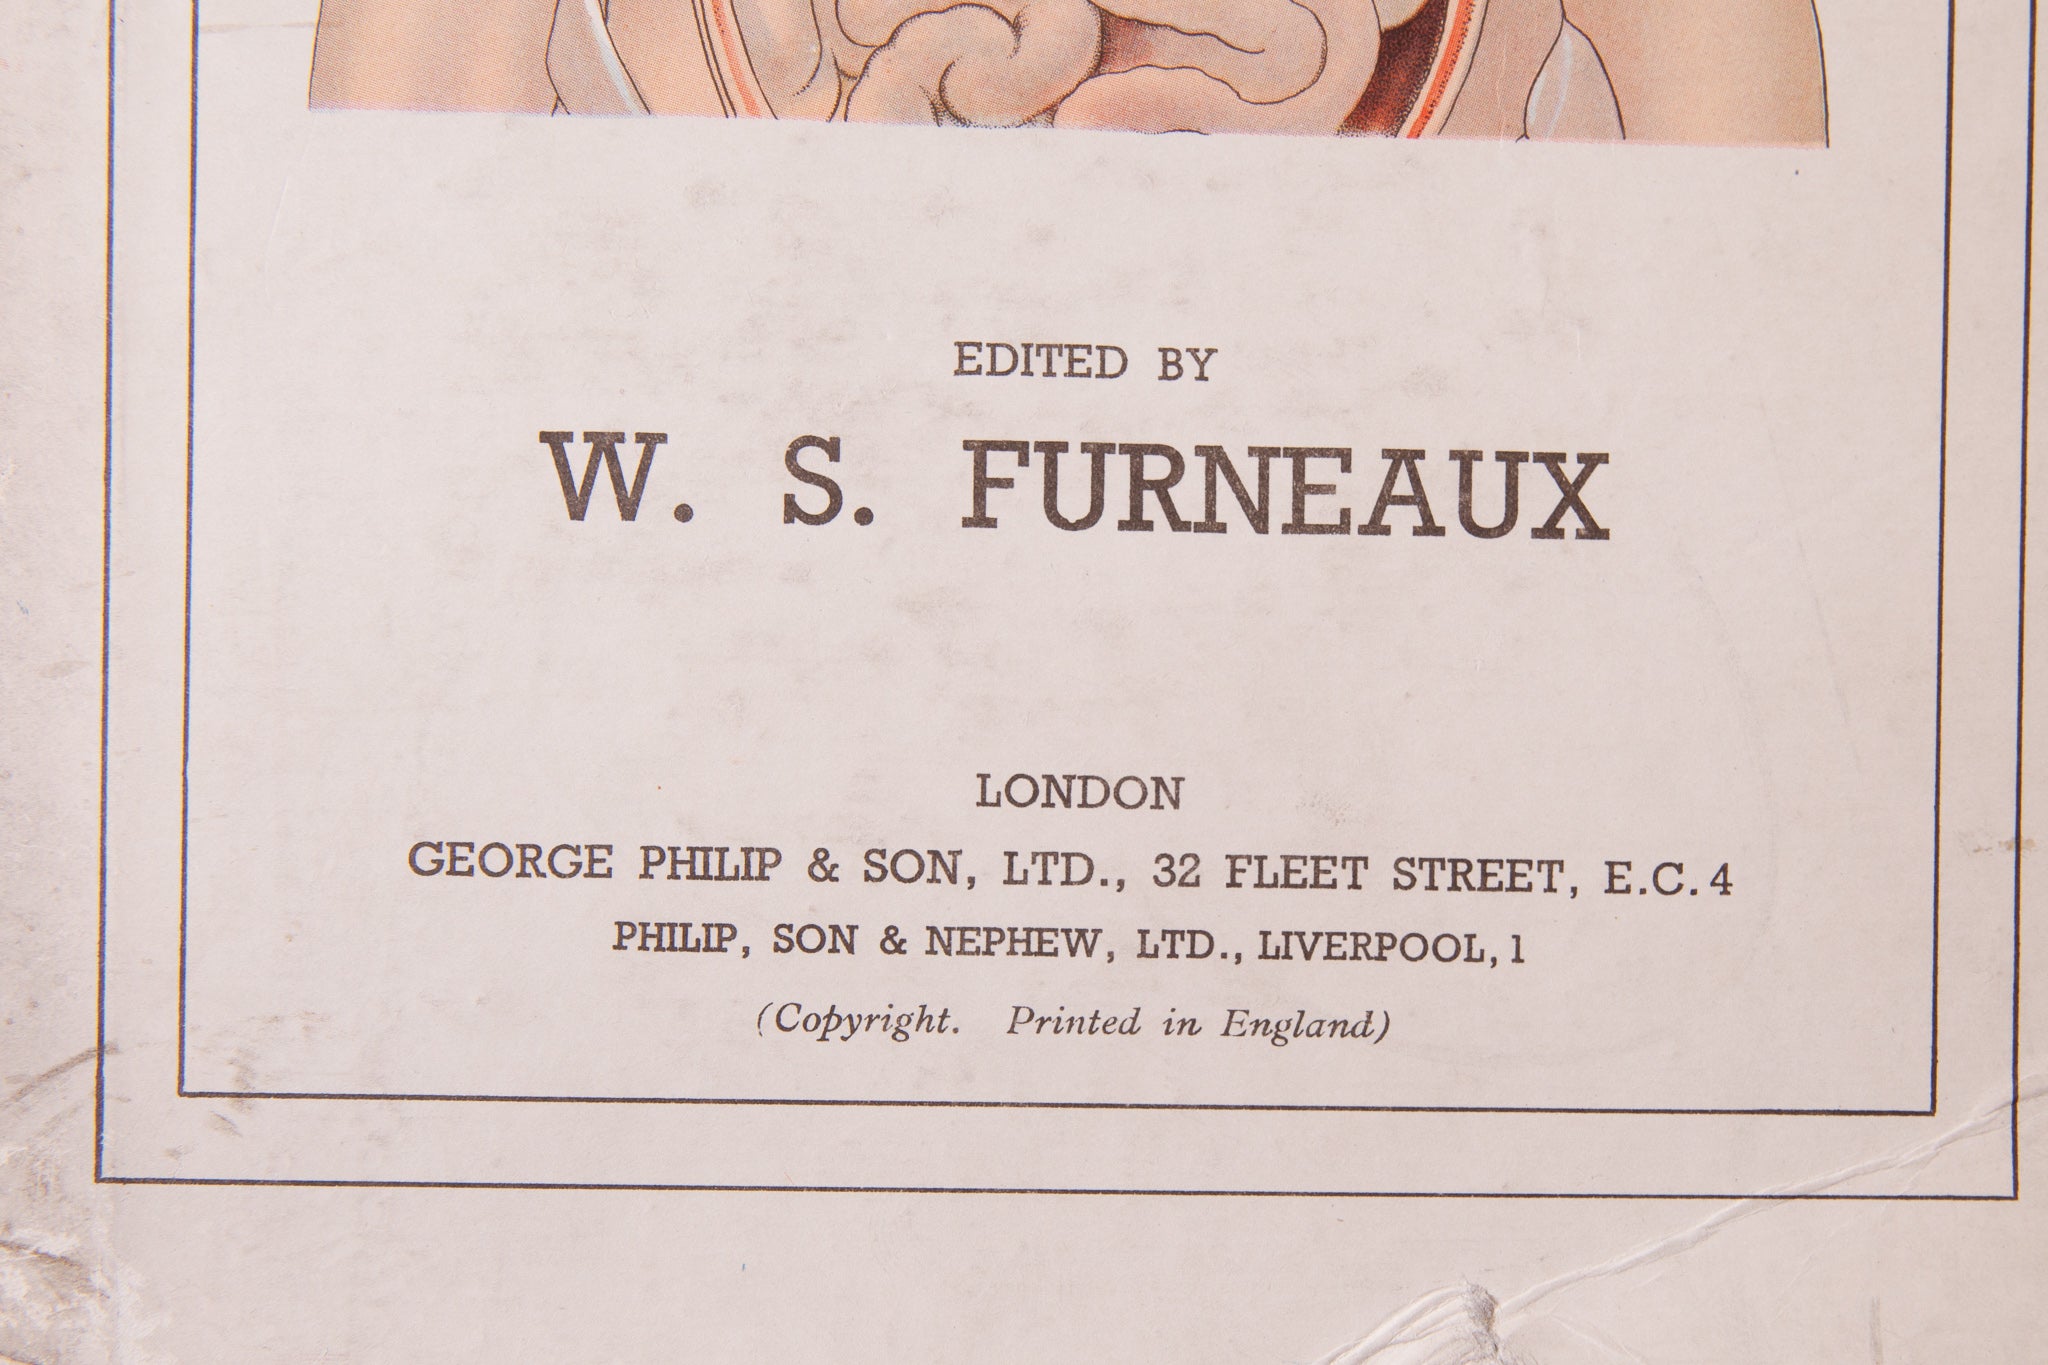 EDITED BY
W. S. FURNEAUX
LONDON
GEORGE PHILIP & SON, LTD., 32 FLEET STREET, E.C.4
PHILIP, SON & NEPHEW, LTD., LIVERPOOL, 1
(Copyright. Printed in England)